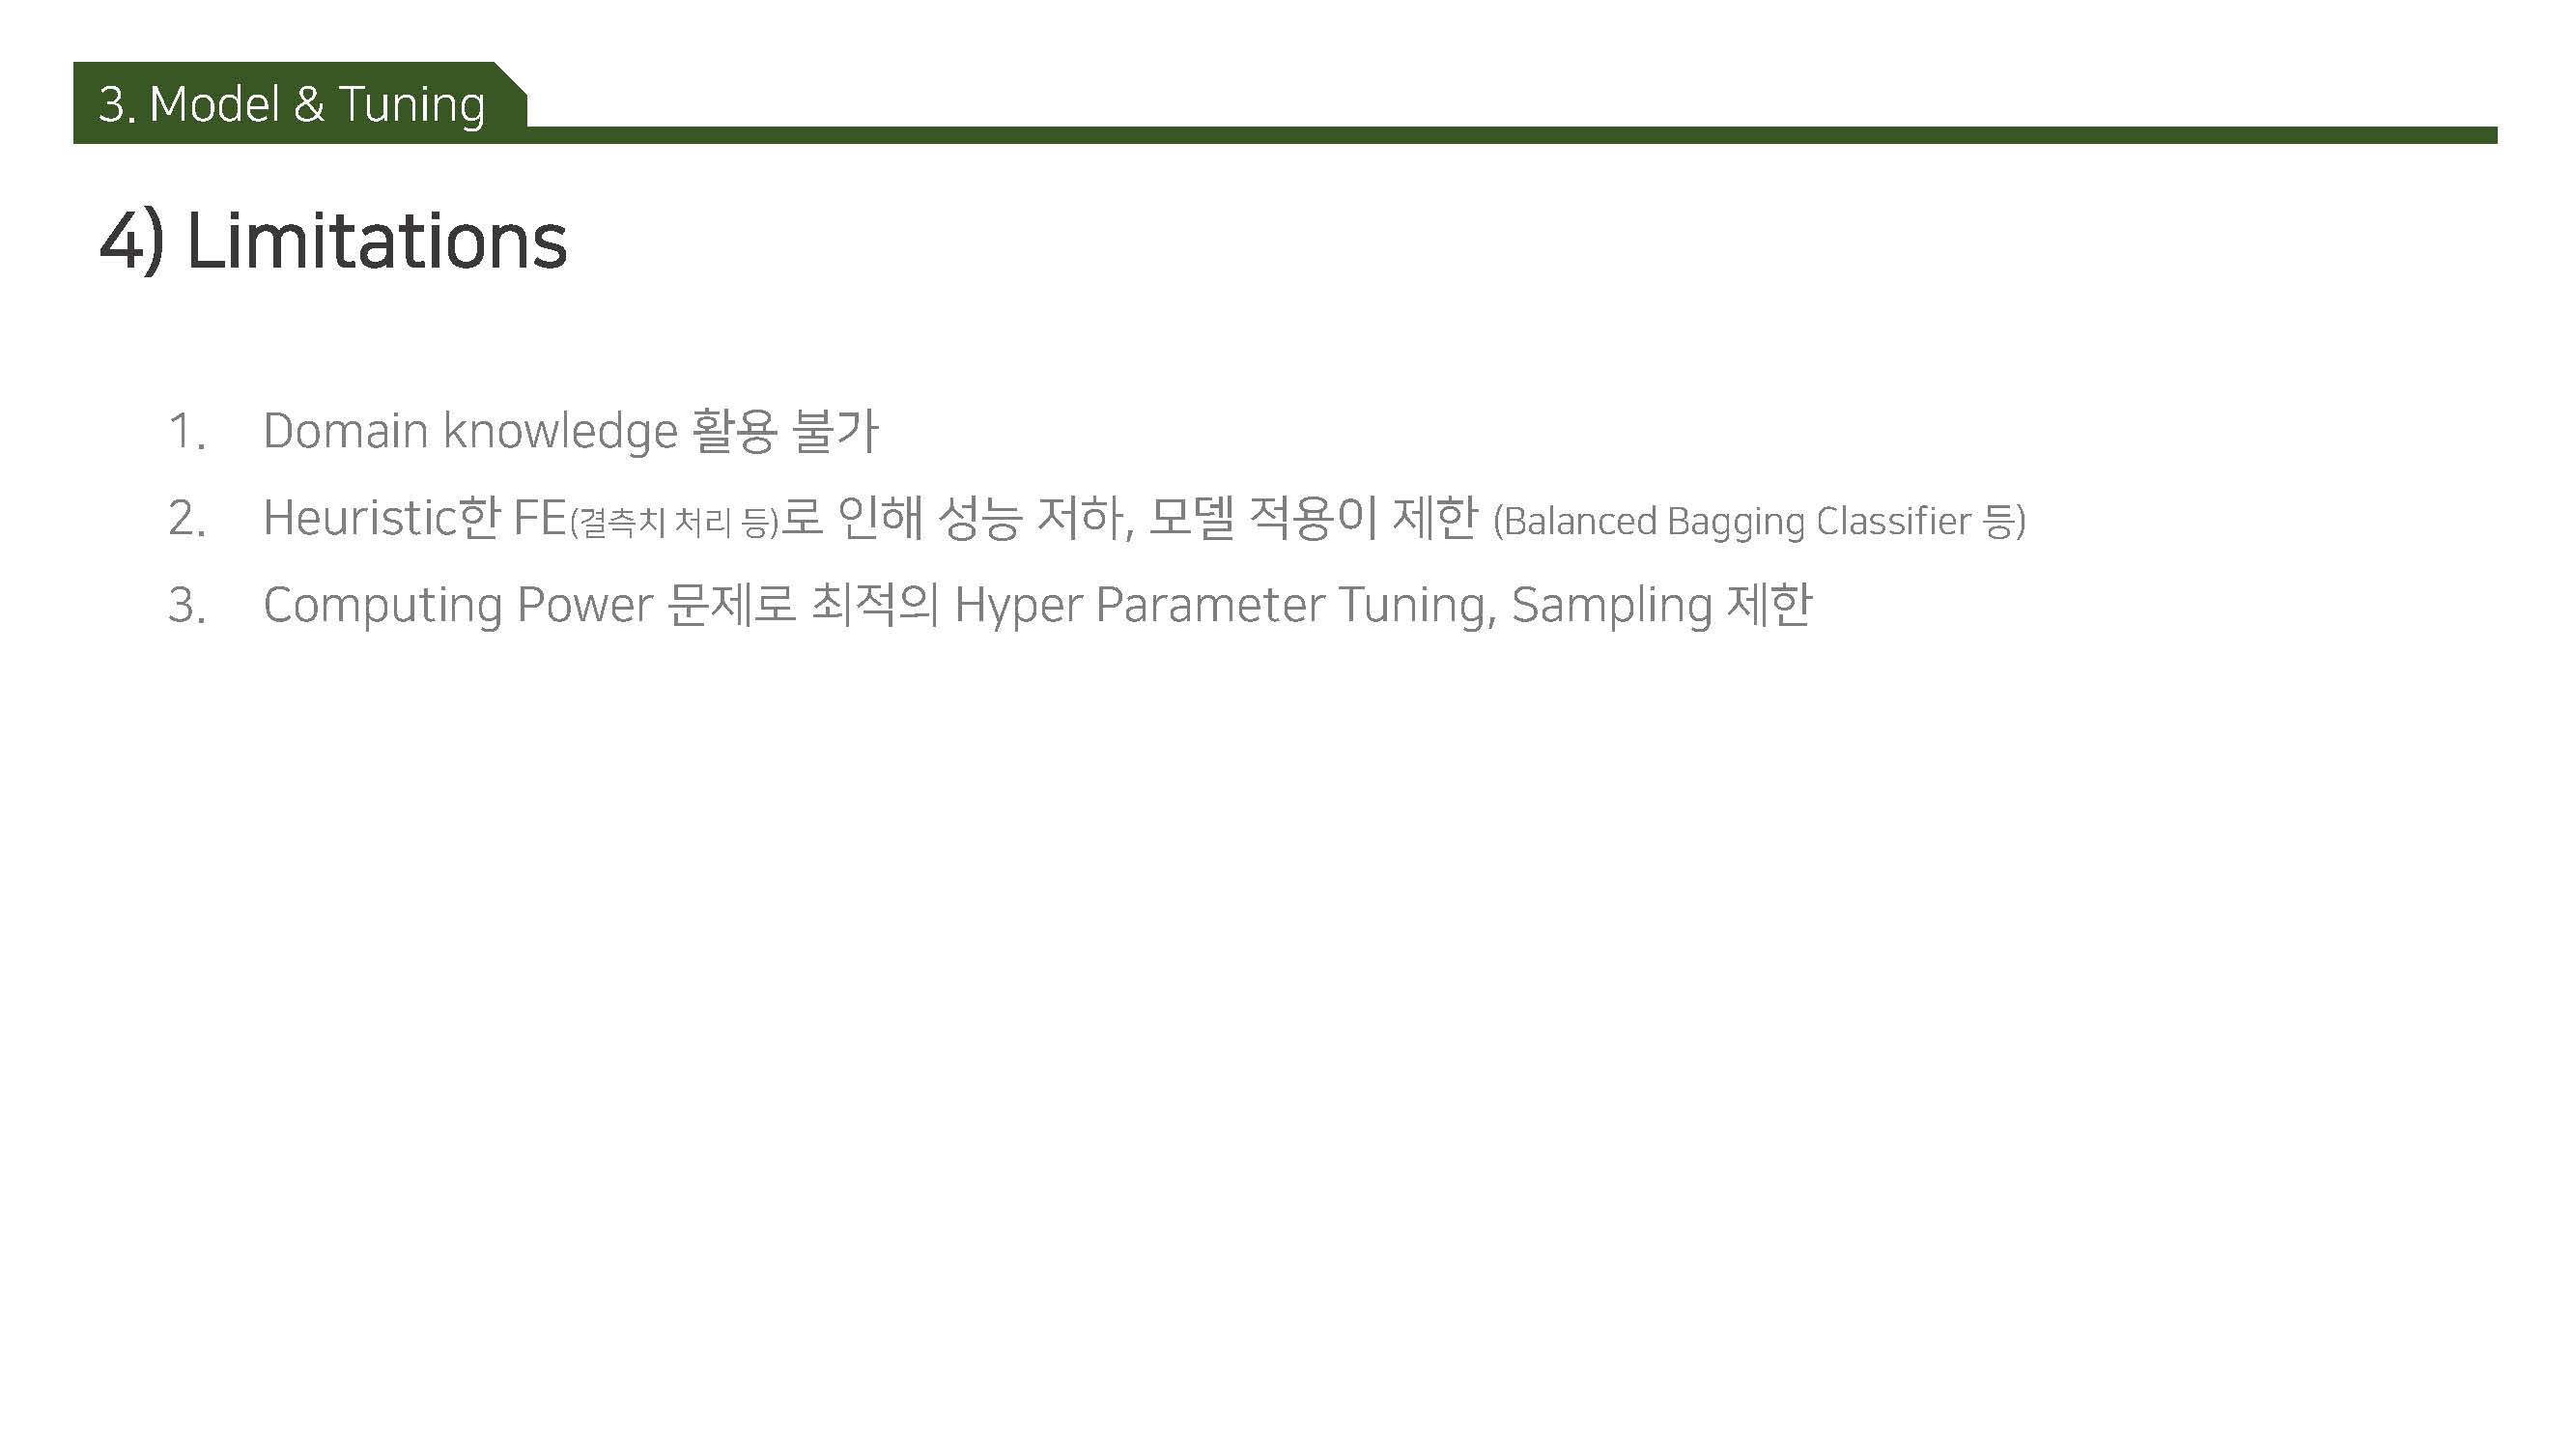 3. Model & Tuning
4) Limitations
1. Domain knowledge 활용 불가
2. Heuristic한 FE(결측치 처리 등)로 인해 성능 저하, 모델 적용이 제한 (Balanced Bagging Classifier 등)
3. Computing Power 문제로 최적의 Hyper Parameter Tuning, Sampling 제한